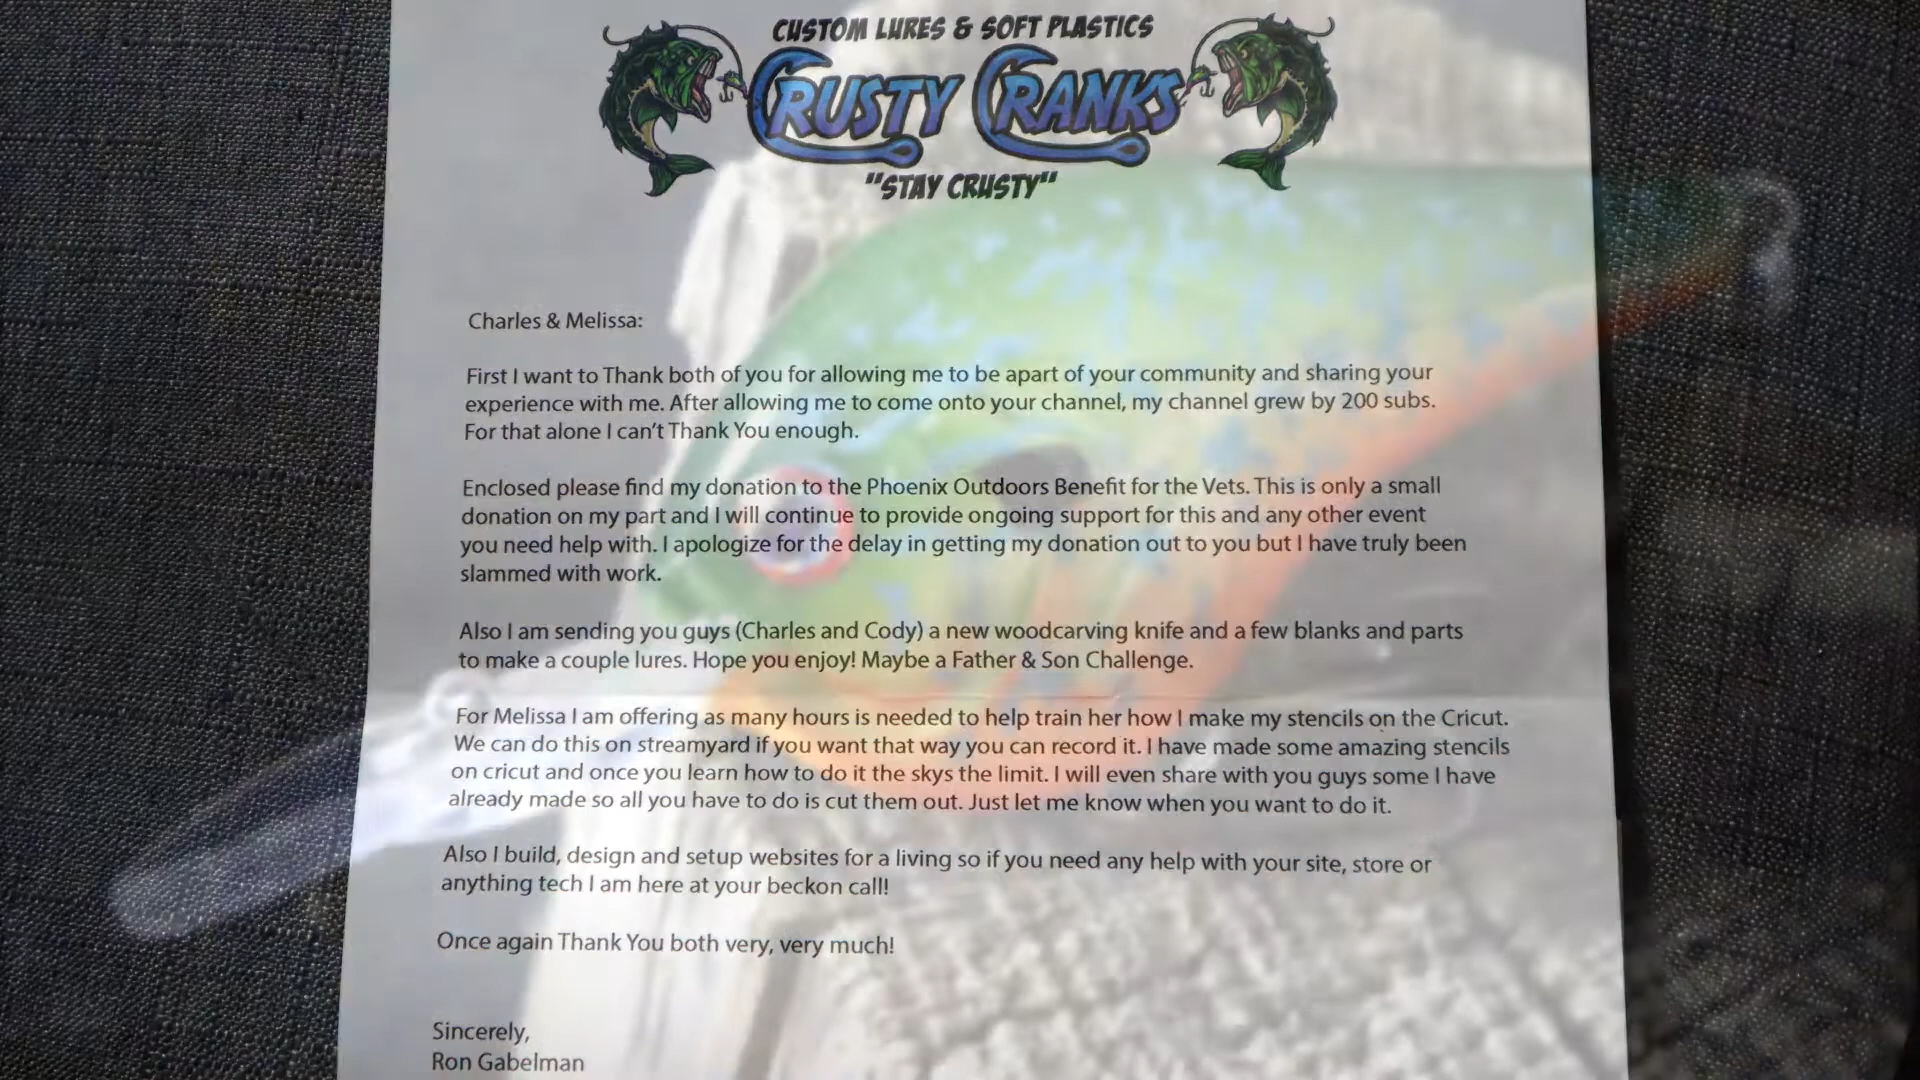 CUSTOM LURES & SOFT PLASTICS
CRUSTY CRANKS
"STAY CRUSTY"
Charles & Melissa:
First I want to Thank both of you for allowing me to be apart of your community and sharing your
experience with me. After allowing me to come onto your channel, my channel grew by 200 subs.
For that alone I can't Thank You enough.
Enclosed please find my donation to the Phoenix Outdoors Benefit for the Vets. This is only a small
donation on my part and I will continue to provide ongoing support for this and any other event
you need help with. I apologize for the delay in getting my donation out to you but I have truly been
slammed with work.
Also I am sending you guys (Charles and Cody) a new woodcarving knife and a few blanks and parts
to make a couple lures. Hope you enjoy! Maybe a Father & Son Challenge.
For Melissa I am offering as many hours is needed to help train her how I make my stencils on the Cricut.
We can do this on streamyard if you want that way you can record it. I have made some amazing stencils
on cricut and once you learn how to do it the skys the limit. I will even share with you guys some I have
already made so all you have to do is cut them out. Just let me know when you want to do it.
Also I build, design and setup websites for a living so if you need any help with your site, store or
anything tech I am here at your beckon call!
Once again Thank You both very, very much!
Sincerely,
Ron Gabelman